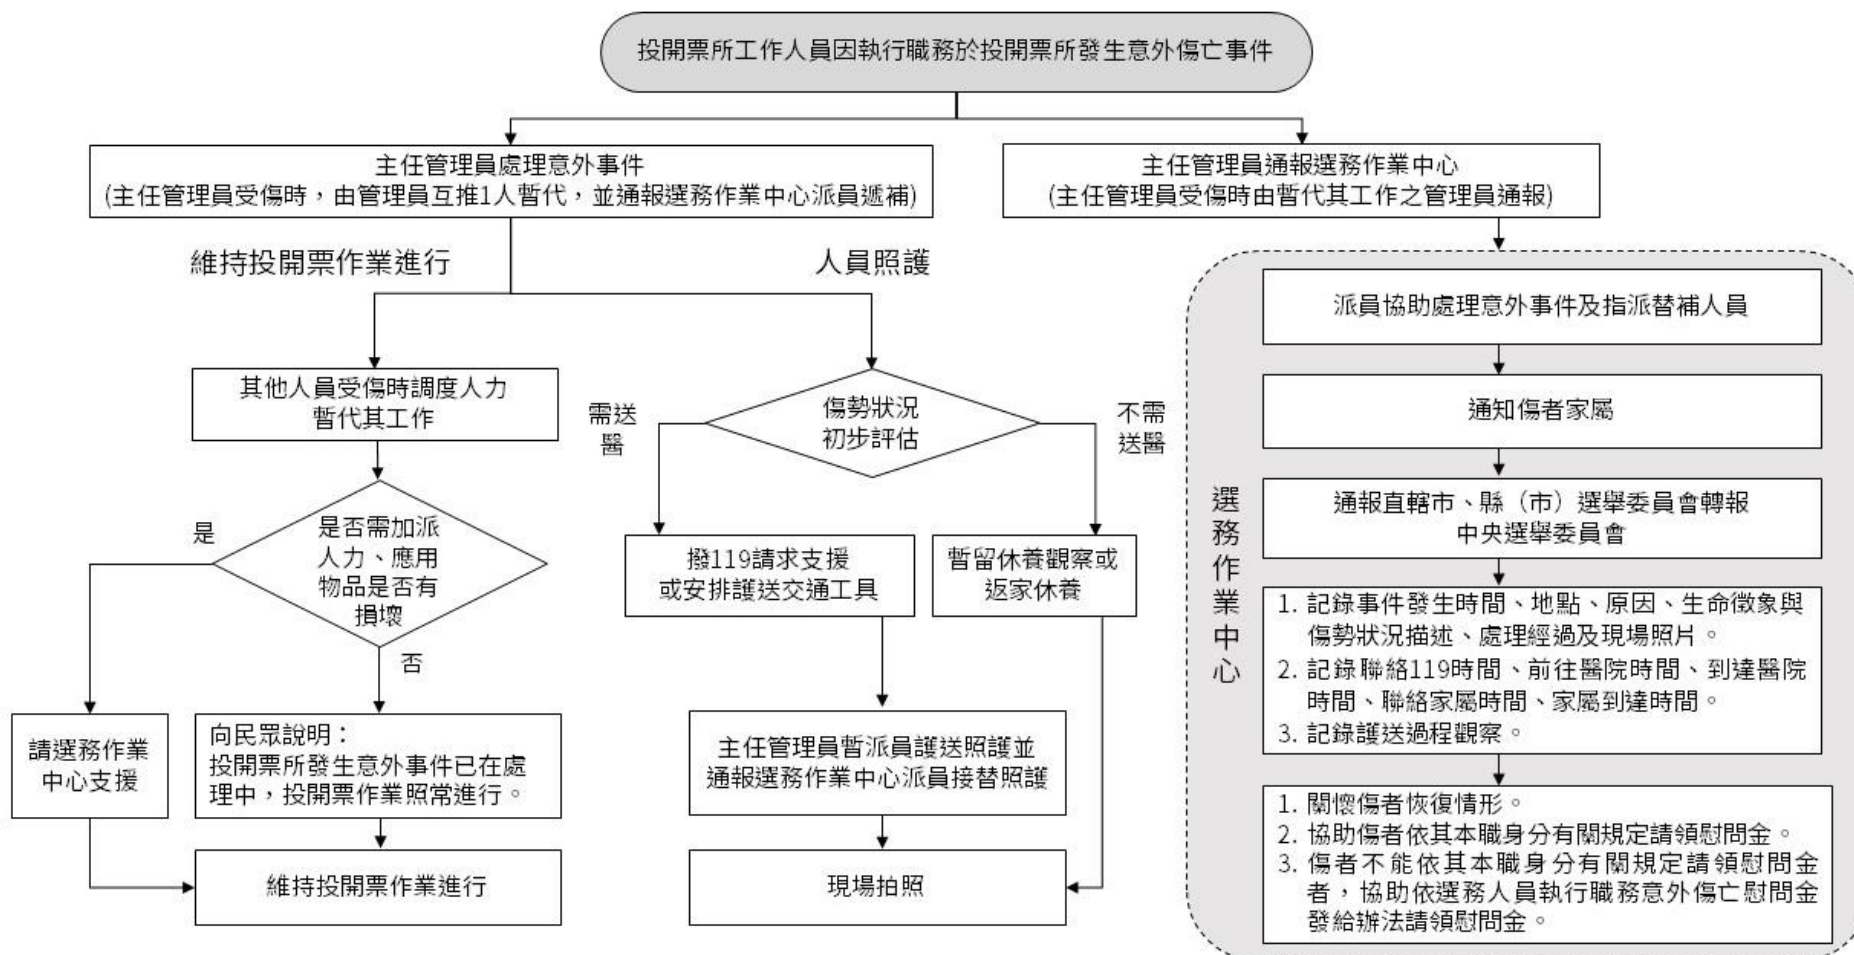 投開票所工作人員因執行職務於投開票所發生意外傷亡事件
主任管理員處理意外事件
(主任管理員受傷時，由管理員互推1人暫代，並通報選務作業中心派員遞補)
主任管理員通報選務作業中心
(主任管理員受傷時由暫代其工作之管理員通報)
維持投開票作業進行
人員照護
其他人員受傷時調度人力
暫代其工作
是否需加派
人力、應用
物品是否有
損壞
是
否
請選務作業
中心支援
向民眾說明：
投開票所發生意外事件已在處
理中，投開票作業照常進行。
維持投開票作業進行
傷勢狀況
初步評估
需送
醫
不需
送醫
撥119請求支援
或安排護送交通工具
暫留休養觀察或
返家休養
主任管理員暫派員護送照護並
通報選務作業中心派員接替照護
現場拍照
選務作業中心
派員協助處理意外事件及指派替補人員
通知傷者家屬
通報直轄市、縣（市）選舉委員會轉報
中央選舉委員會
1. 記錄事件發生時間、地點、原因、生命徵象與
傷勢狀況描述、處理經過及現場照片。
2. 記錄聯絡119時間、前往醫院時間、到達醫院
時間、聯絡家屬時間、家屬到達時間。
3. 記錄護送過程觀察。
1. 關懷傷者恢復情形。
2. 協助傷者依其本職身分有關規定請領慰問金。
3. 傷者不能依其本職身分有關規定請領慰問金
者，協助依選務人員執行職務意外傷亡慰問金
發給辦法請領慰問金。